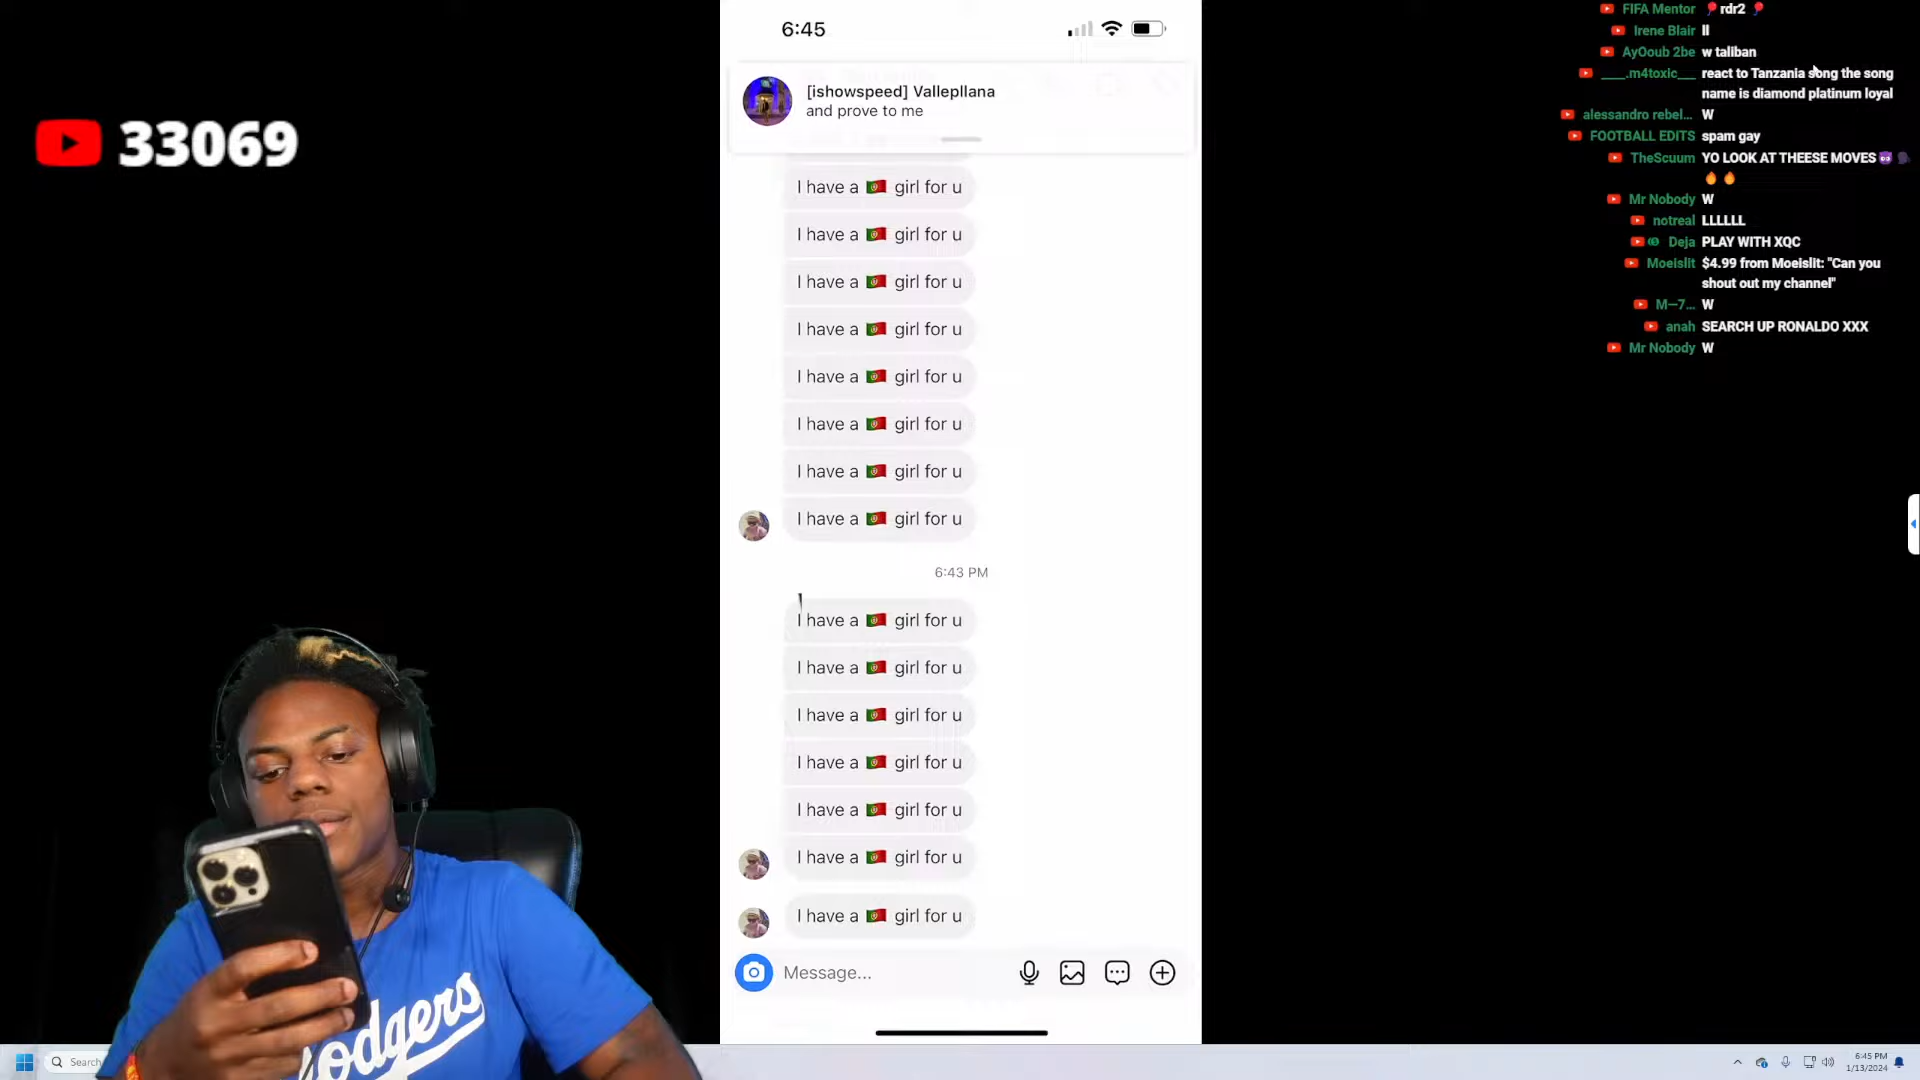 6:45
[ishowspeed] Vallepllana
and prove to me
33069
I have a 🇵🇹 girl for u
I have a 🇵🇹 girl for u
I have a 🇵🇹 girl for u
I have a 🇵🇹 girl for u
I have a 🇵🇹 girl for u
I have a 🇵🇹 girl for u
I have a 🇵🇹 girl for u
I have a 🇵🇹 girl for u
6:43 PM
I have a 🇵🇹 girl for u
I have a 🇵🇹 girl for u
I have a 🇵🇹 girl for u
I have a 🇵🇹 girl for u
I have a 🇵🇹 girl for u
I have a 🇵🇹 girl for u
I have a 🇵🇹 girl for u
Message...
FIFA Mentor 🎈rdr2 🎈
Irene Blair ll
AyOoub 2be w taliban
____.m4toxic___ react to Tanzania song the song
name is diamond platinum loyal
alessandro rebel... W
FOOTBALL EDITS spam gay
TheScuum YO LOOK AT THEESE MOVES😈🗣
🔥🔥
Mr Nobody W
notreal LLLLLL
Deja PLAY WITH XQC
Moeislit $4.99 from Moeislit: "Can you
shout out my channel"
M—7... W
anah SEARCH UP RONALDO XXX
Mr Nobody W
Dodgers
Search
6:45 PM
1/13/2024